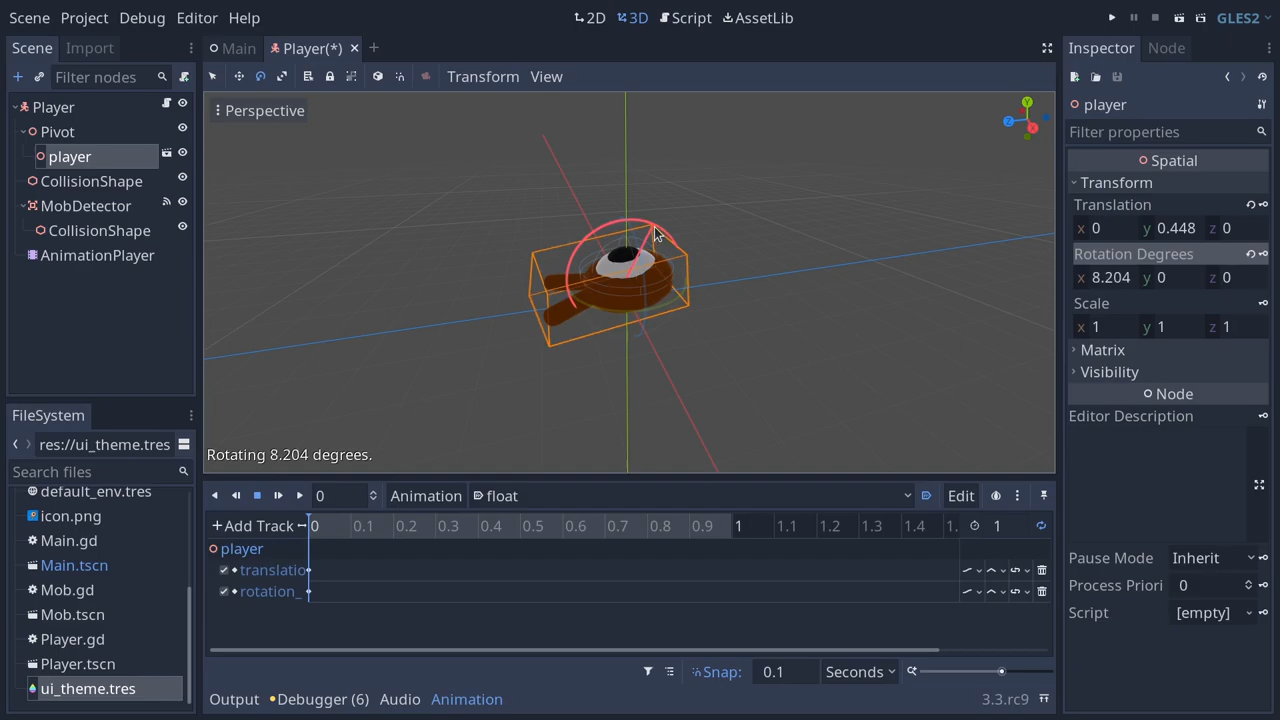 Scene Project Debug Editor Help 2D 3D Script AssetLib GLES2
Scene Import Main Player(*) Inspector Node
Filter nodes Transform View
Player player
Perspective Y Z X
Pivot Filter properties
player Spatial
CollisionShape Transform
MobDetector Translation
CollisionShape x 0 y 0.448 z 0
AnimationPlayer Rotation Degrees
x 8.204 y 0 z 0
Scale
x 1 y 1 z 1
Matrix
Visibility
Node
FileSystem Editor Description
res://ui_theme.tres Rotating 8.204 degrees.
Search files
default_env.tres 0 Animation float Edit
icon.png
Main.gd Add Track 0 0.1 0.2 0.3 0.4 0.5 0.6 0.7 0.8 0.9 1 1.1 1.2 1.3 1.4 1. 1
player
Main.tscn translatio Pause Mode Inherit
Mob.gd rotation_ Process Priori 0
Mob.tscn Script [empty]
Player.gd
Player.tscn Snap: 0.1 Seconds
ui_theme.tres
Output Debugger (6) Audio Animation 3.3.rc9